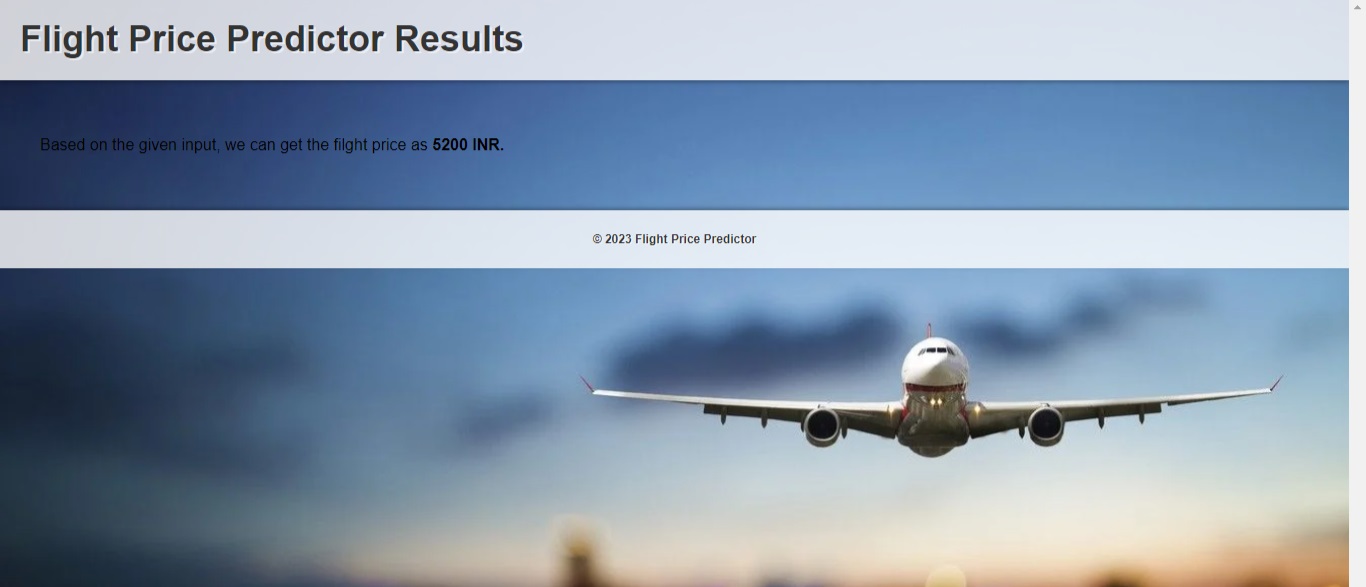 Flight Price Predictor Results
Based on the given input, we can get the filght price as 5200 INR.
© 2023 Flight Price Predictor